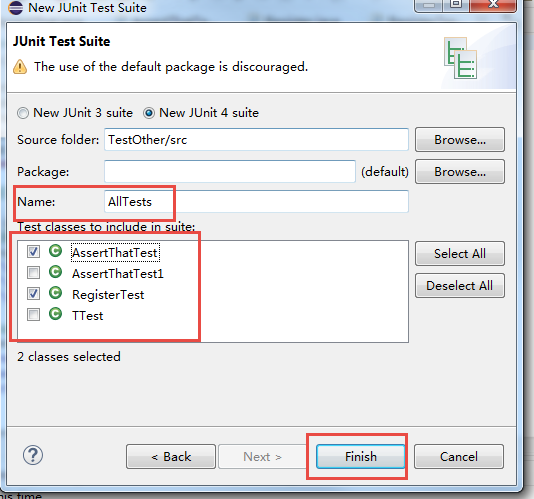 New JUnit Test Suite
JUnit Test Suite
The use of the default package is discouraged.
New JUnit 3 suite New JUnit 4 suite
Source folder: TestOther/src Browse...
Package: (default) Browse...
Name: AllTests
Test classes to include in suite:
AssertThatTest Select All
AssertThatTest1
RegisterTest Deselect All
TTest
2 classes selected
? < Back Next > Finish Cancel
his time